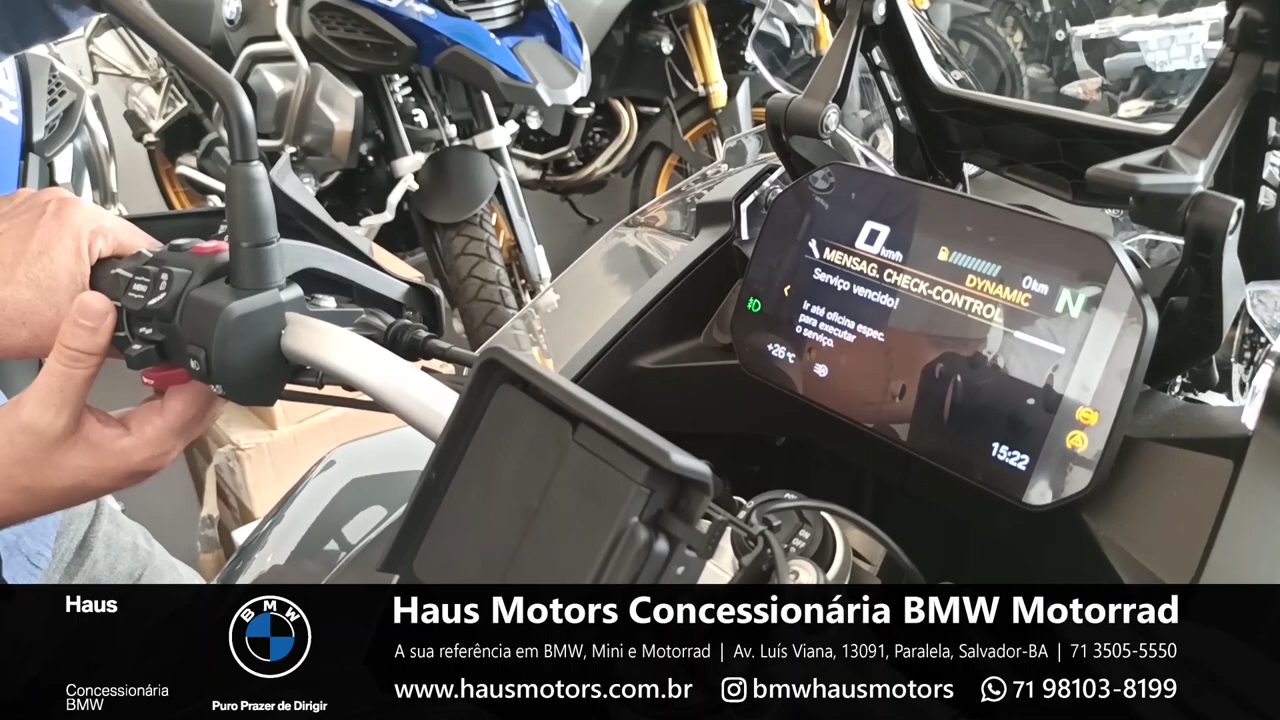 MENU
0 km/h
0 km
DYNAMIC
N
MENSAG. CHECK-CONTROL
Serviço vencido!
Ir até oficina espec.
para executar
o serviço.
+26 °C
15:22
ON
OFF
Haus
BMW
Concessionária
BMW
Puro Prazer de Dirigir
Haus Motors Concessionária BMW Motorrad
A sua referência em BMW, Mini e Motorrad | Av. Luís Viana, 13091, Paralela, Salvador-BA | 71 3505-5550
www.hausmotors.com.br bmwhausmotors 71 98103-8199